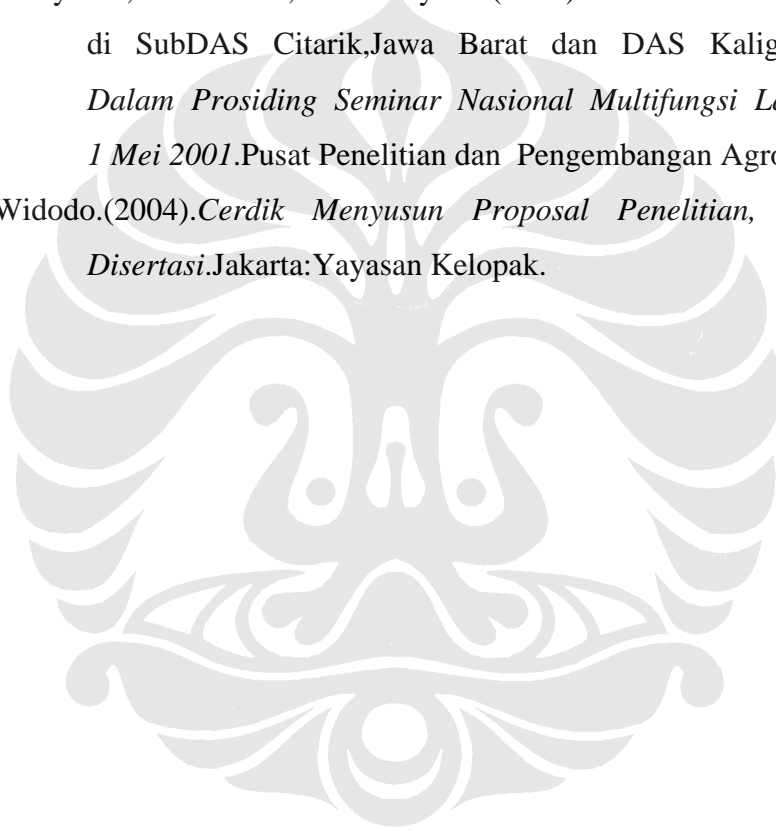 di SubDAS Citarik,Jawa Barat dan DAS Kalig
Dalam Prosiding Seminar Nasional Multifungsi
1 Mei 2001.Pusat Penelitian dan Pengembangan Agro
Widodo.(2004).Cerdik Menyusun Proposal Penelitian,
Disertasi.Jakarta:Yayasan Kelopak.